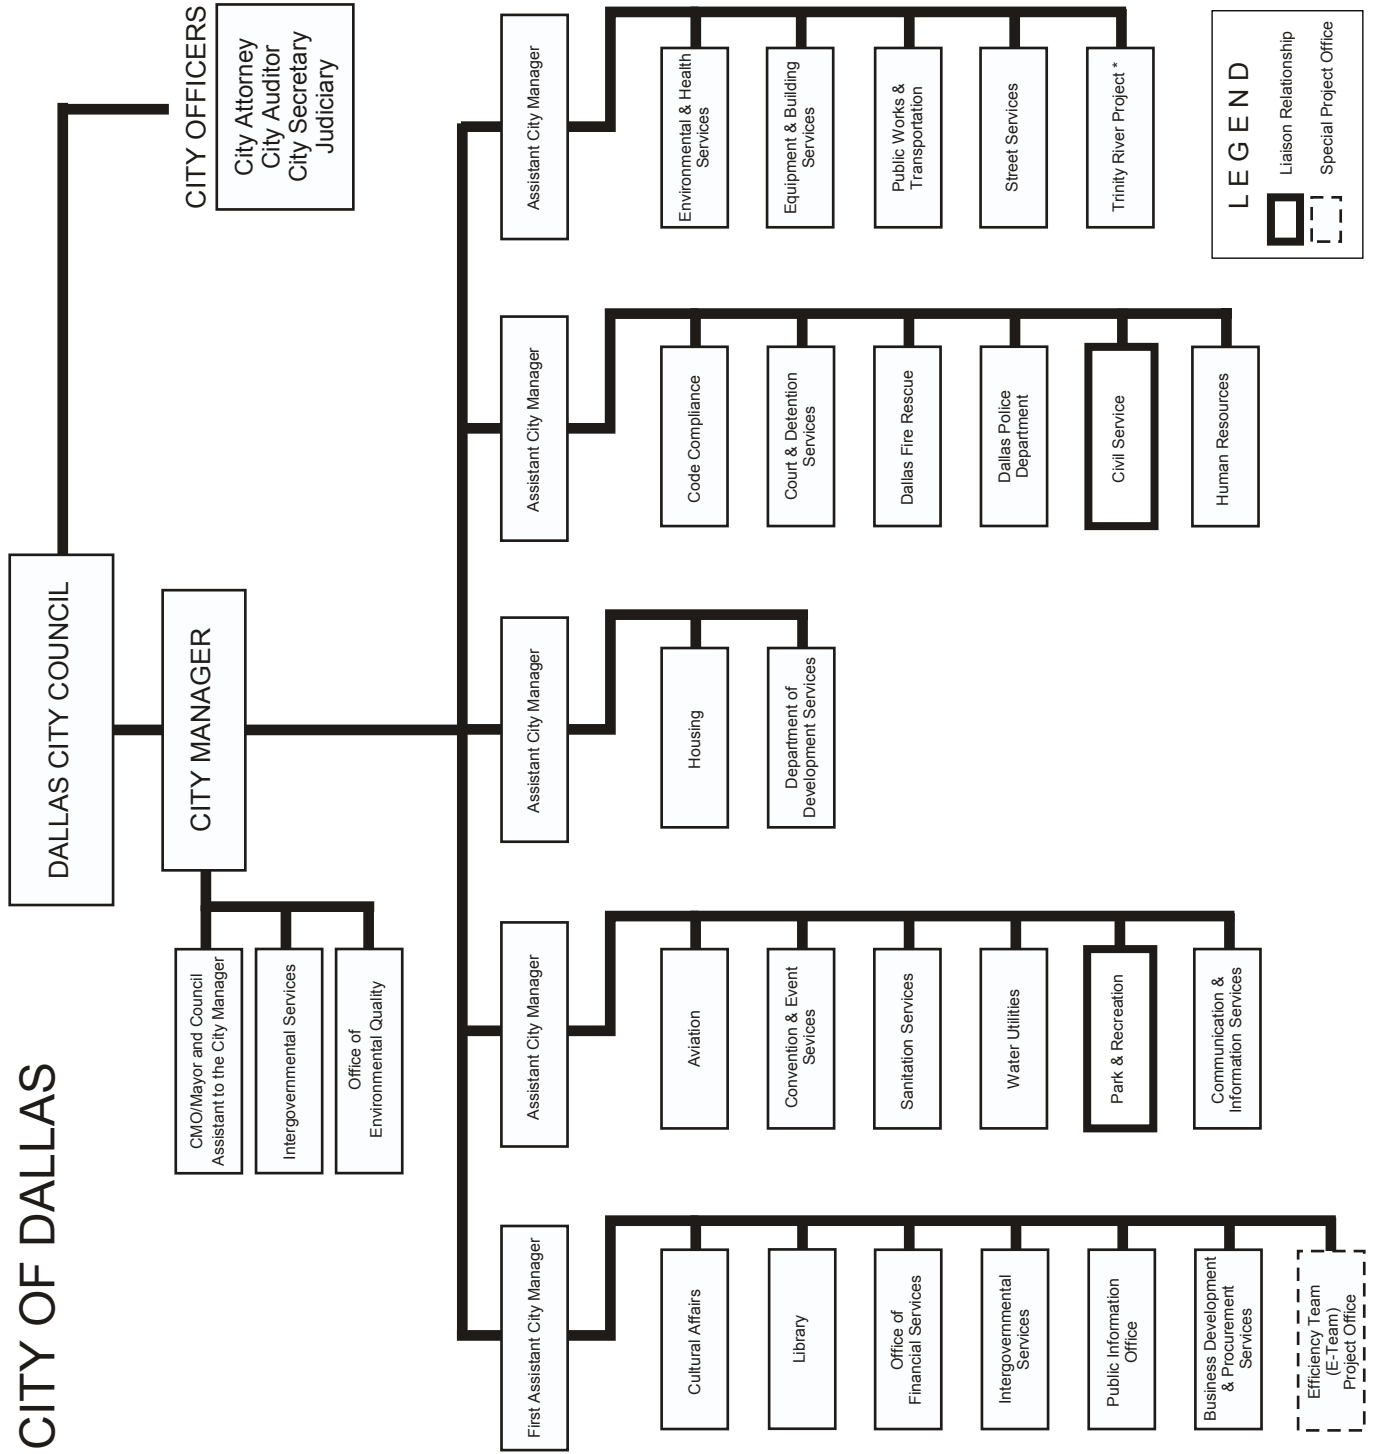 CITY OF DALLAS
DALLAS CITY COUNCIL
CITY OFFICERS
City Attorney
City Auditor
City Secretary
Judiciary
CITY MANAGER
CMO/Mayor and Council
Assistant to the City Manager
Intergovernmental Services
Office of
Environmental Quality
First Assistant City Manager
Cultural Affairs
Library
Office of
Financial Services
Intergovernmental
Services
Public Information
Office
Business Development
& Procurement
Services
Efficiency Team
(E-Team)
Project Office
Assistant City Manager
Aviation
Convention & Event
Sevices
Sanitation Services
Water Utilities
Park & Recreation
Communication &
Information Services
Assistant City Manager
Housing
Department of
Development Services
Assistant City Manager
Code Compliance
Court & Detention
Services
Dallas Fire Rescue
Dallas Police
Department
Civil Service
Human Resources
Assistant City Manager
Environmental & Health
Services
Equipment & Building
Services
Public Works &
Transportation
Street Services
Trinity River Project *
LEGEND
Liaison Relationship
Special Project Office